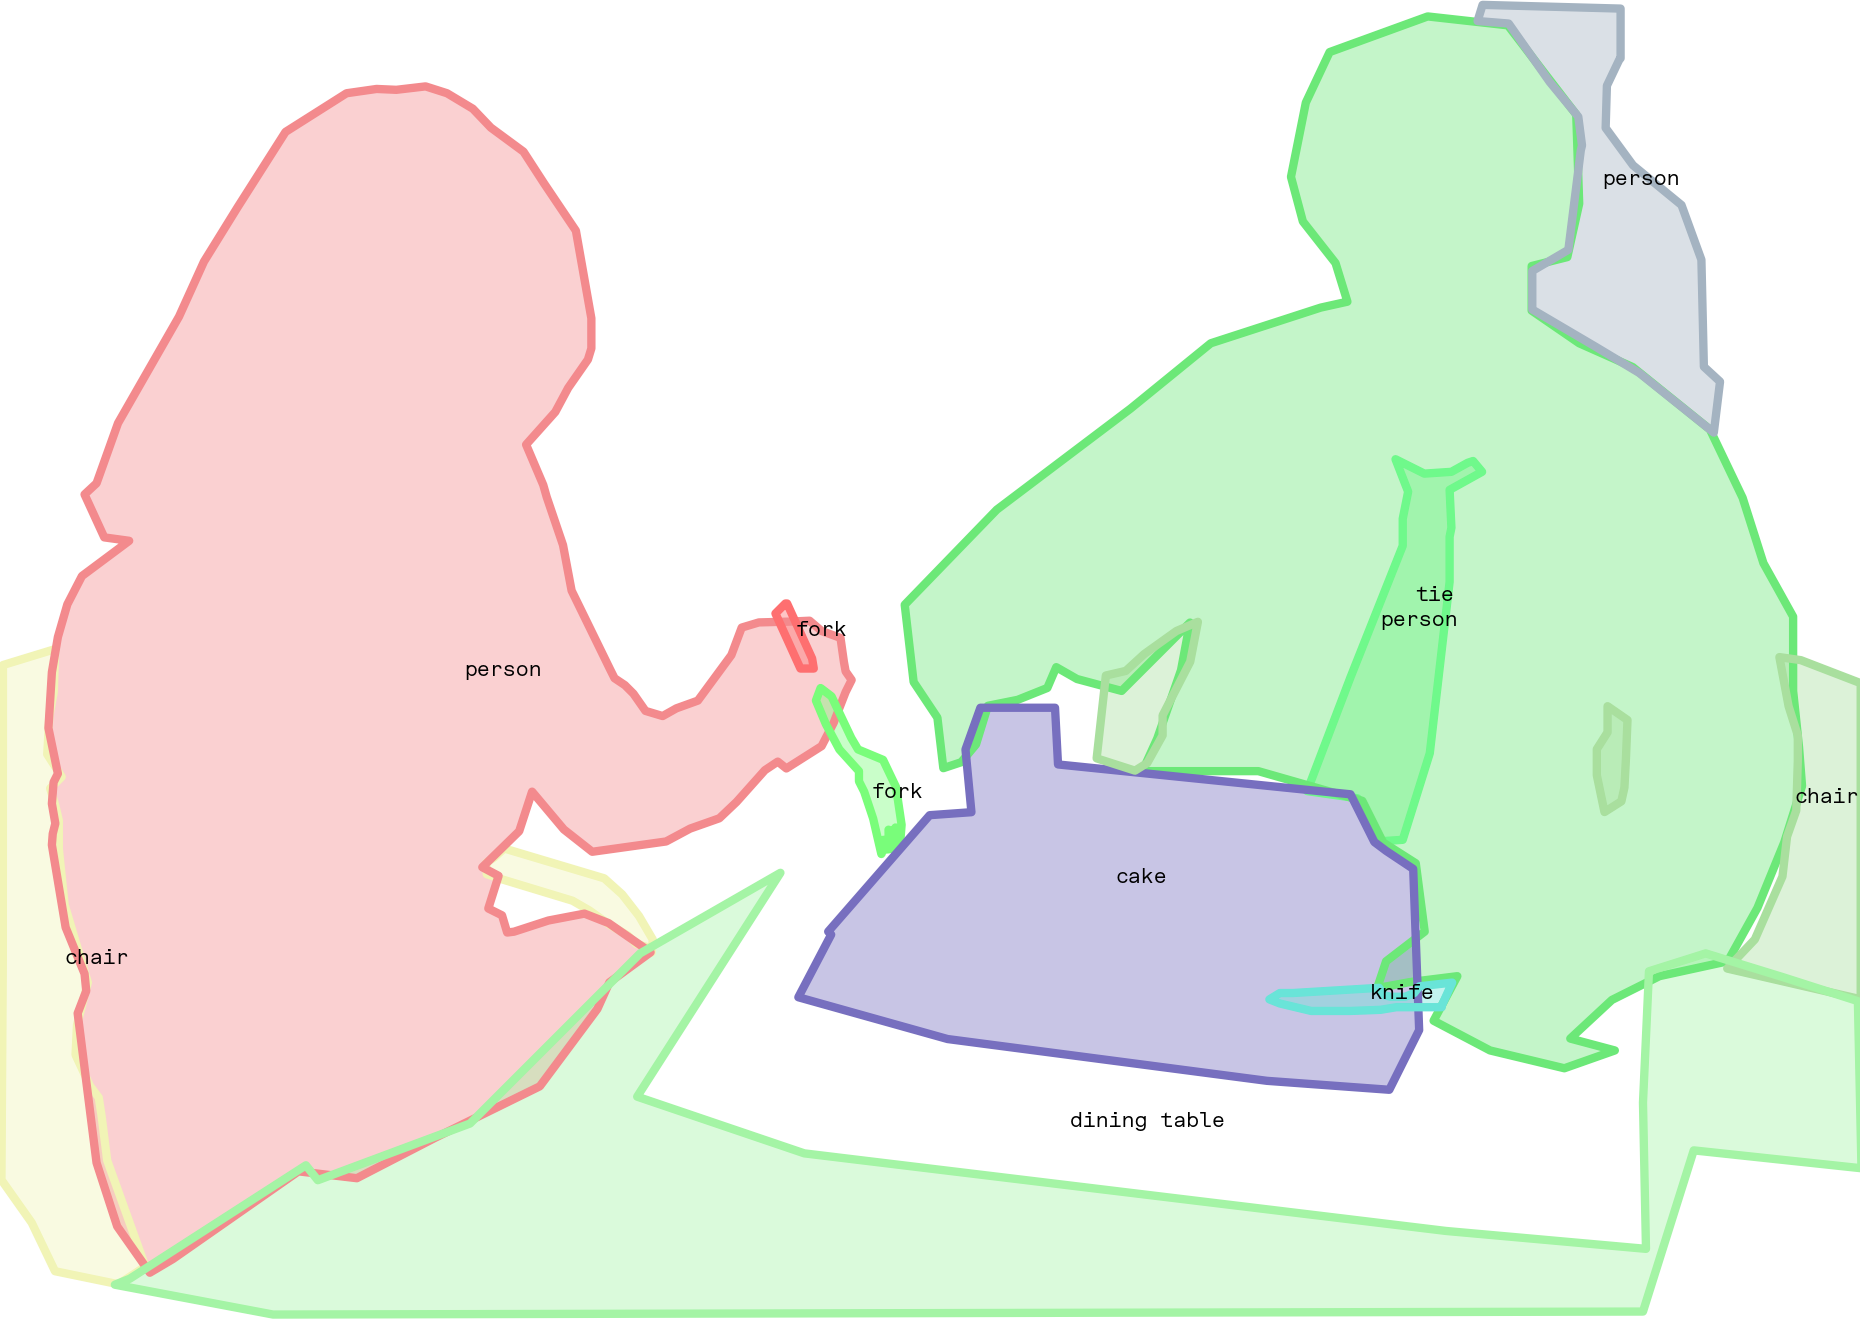 person
tie
person
fork
person
fork
chair
cake
chair
knife
dining table